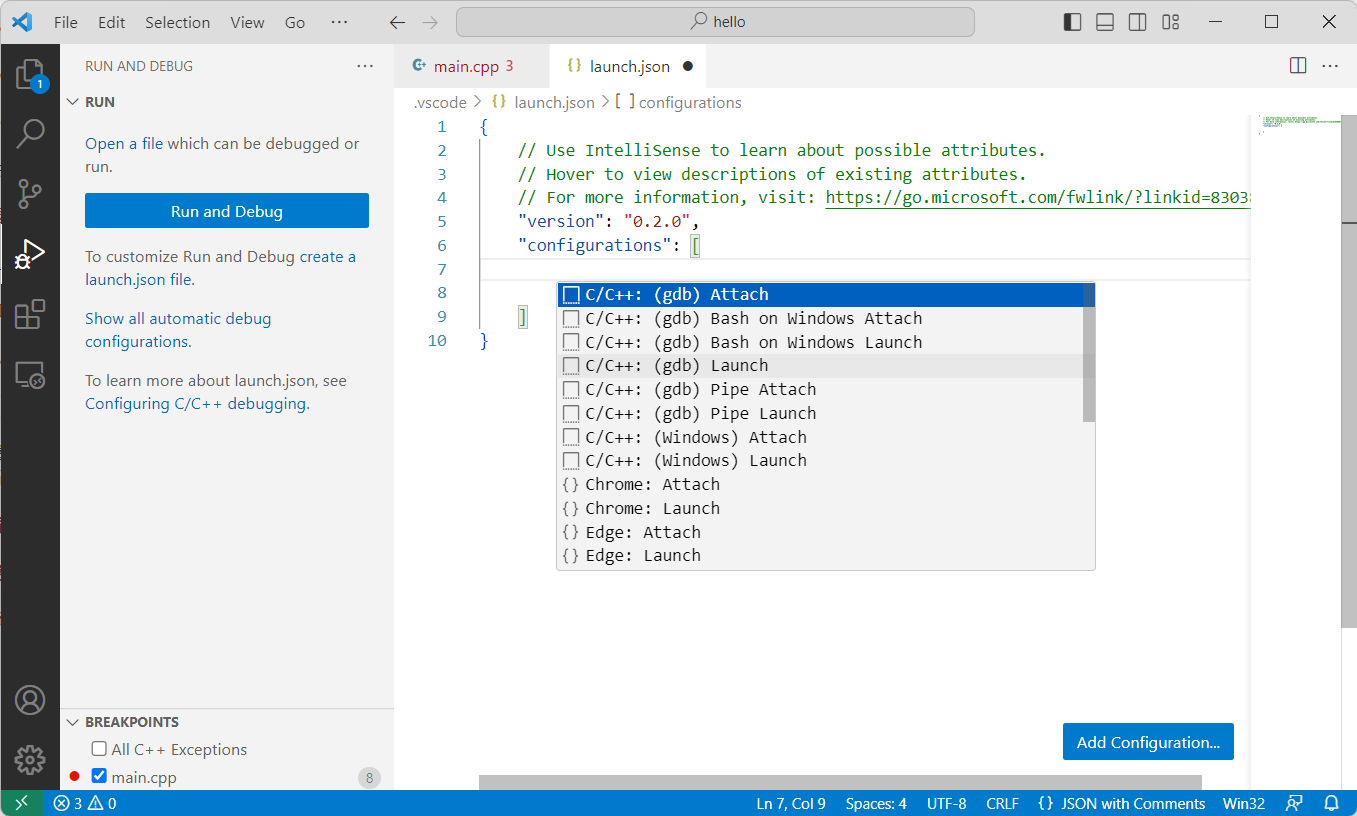 File Edit Selection View Go ··· hello
1
RUN AND DEBUG ···
RUN
Open a file which can be debugged or
run.
Run and Debug
To customize Run and Debug create a
launch.json file.
Show all automatic debug
configurations.
To learn more about launch.json, see
Configuring C/C++ debugging.
BREAKPOINTS
All C++ Exceptions
main.cpp 8
main.cpp 3 {} launch.json ●
.vscode > {} launch.json > [ ] configurations
1 {
2 // Use IntelliSense to learn about possible attributes.
3 // Hover to view descriptions of existing attributes.
4 // For more information, visit: https://go.microsoft.com/fwlink/?linkid=8303
5 "version": "0.2.0",
6 "configurations": [
7
8
9 ]
10 }
C/C++: (gdb) Attach
C/C++: (gdb) Bash on Windows Attach
C/C++: (gdb) Bash on Windows Launch
C/C++: (gdb) Launch
C/C++: (gdb) Pipe Attach
C/C++: (gdb) Pipe Launch
C/C++: (Windows) Attach
C/C++: (Windows) Launch
{} Chrome: Attach
{} Chrome: Launch
{} Edge: Attach
{} Edge: Launch
Add Configuration...
3 0 Ln 7, Col 9 Spaces: 4 UTF-8 CRLF {} JSON with Comments Win32